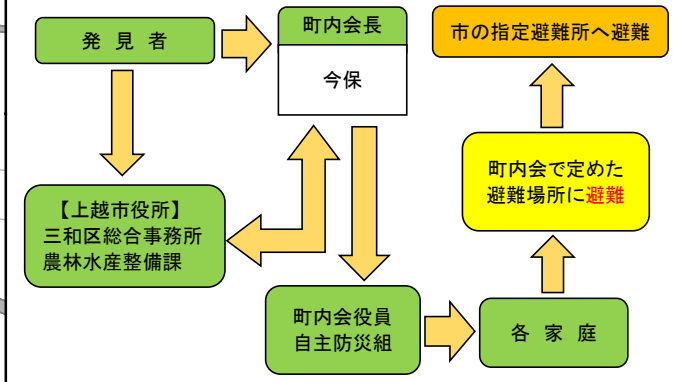 発見者
町内会長
今保
市の指定避難所へ避難
町内会で定めた
避難場所に避難
【上越市役所】
三和区総合事務所
農林水産整備課
町内会役員
自主防災組
各家庭